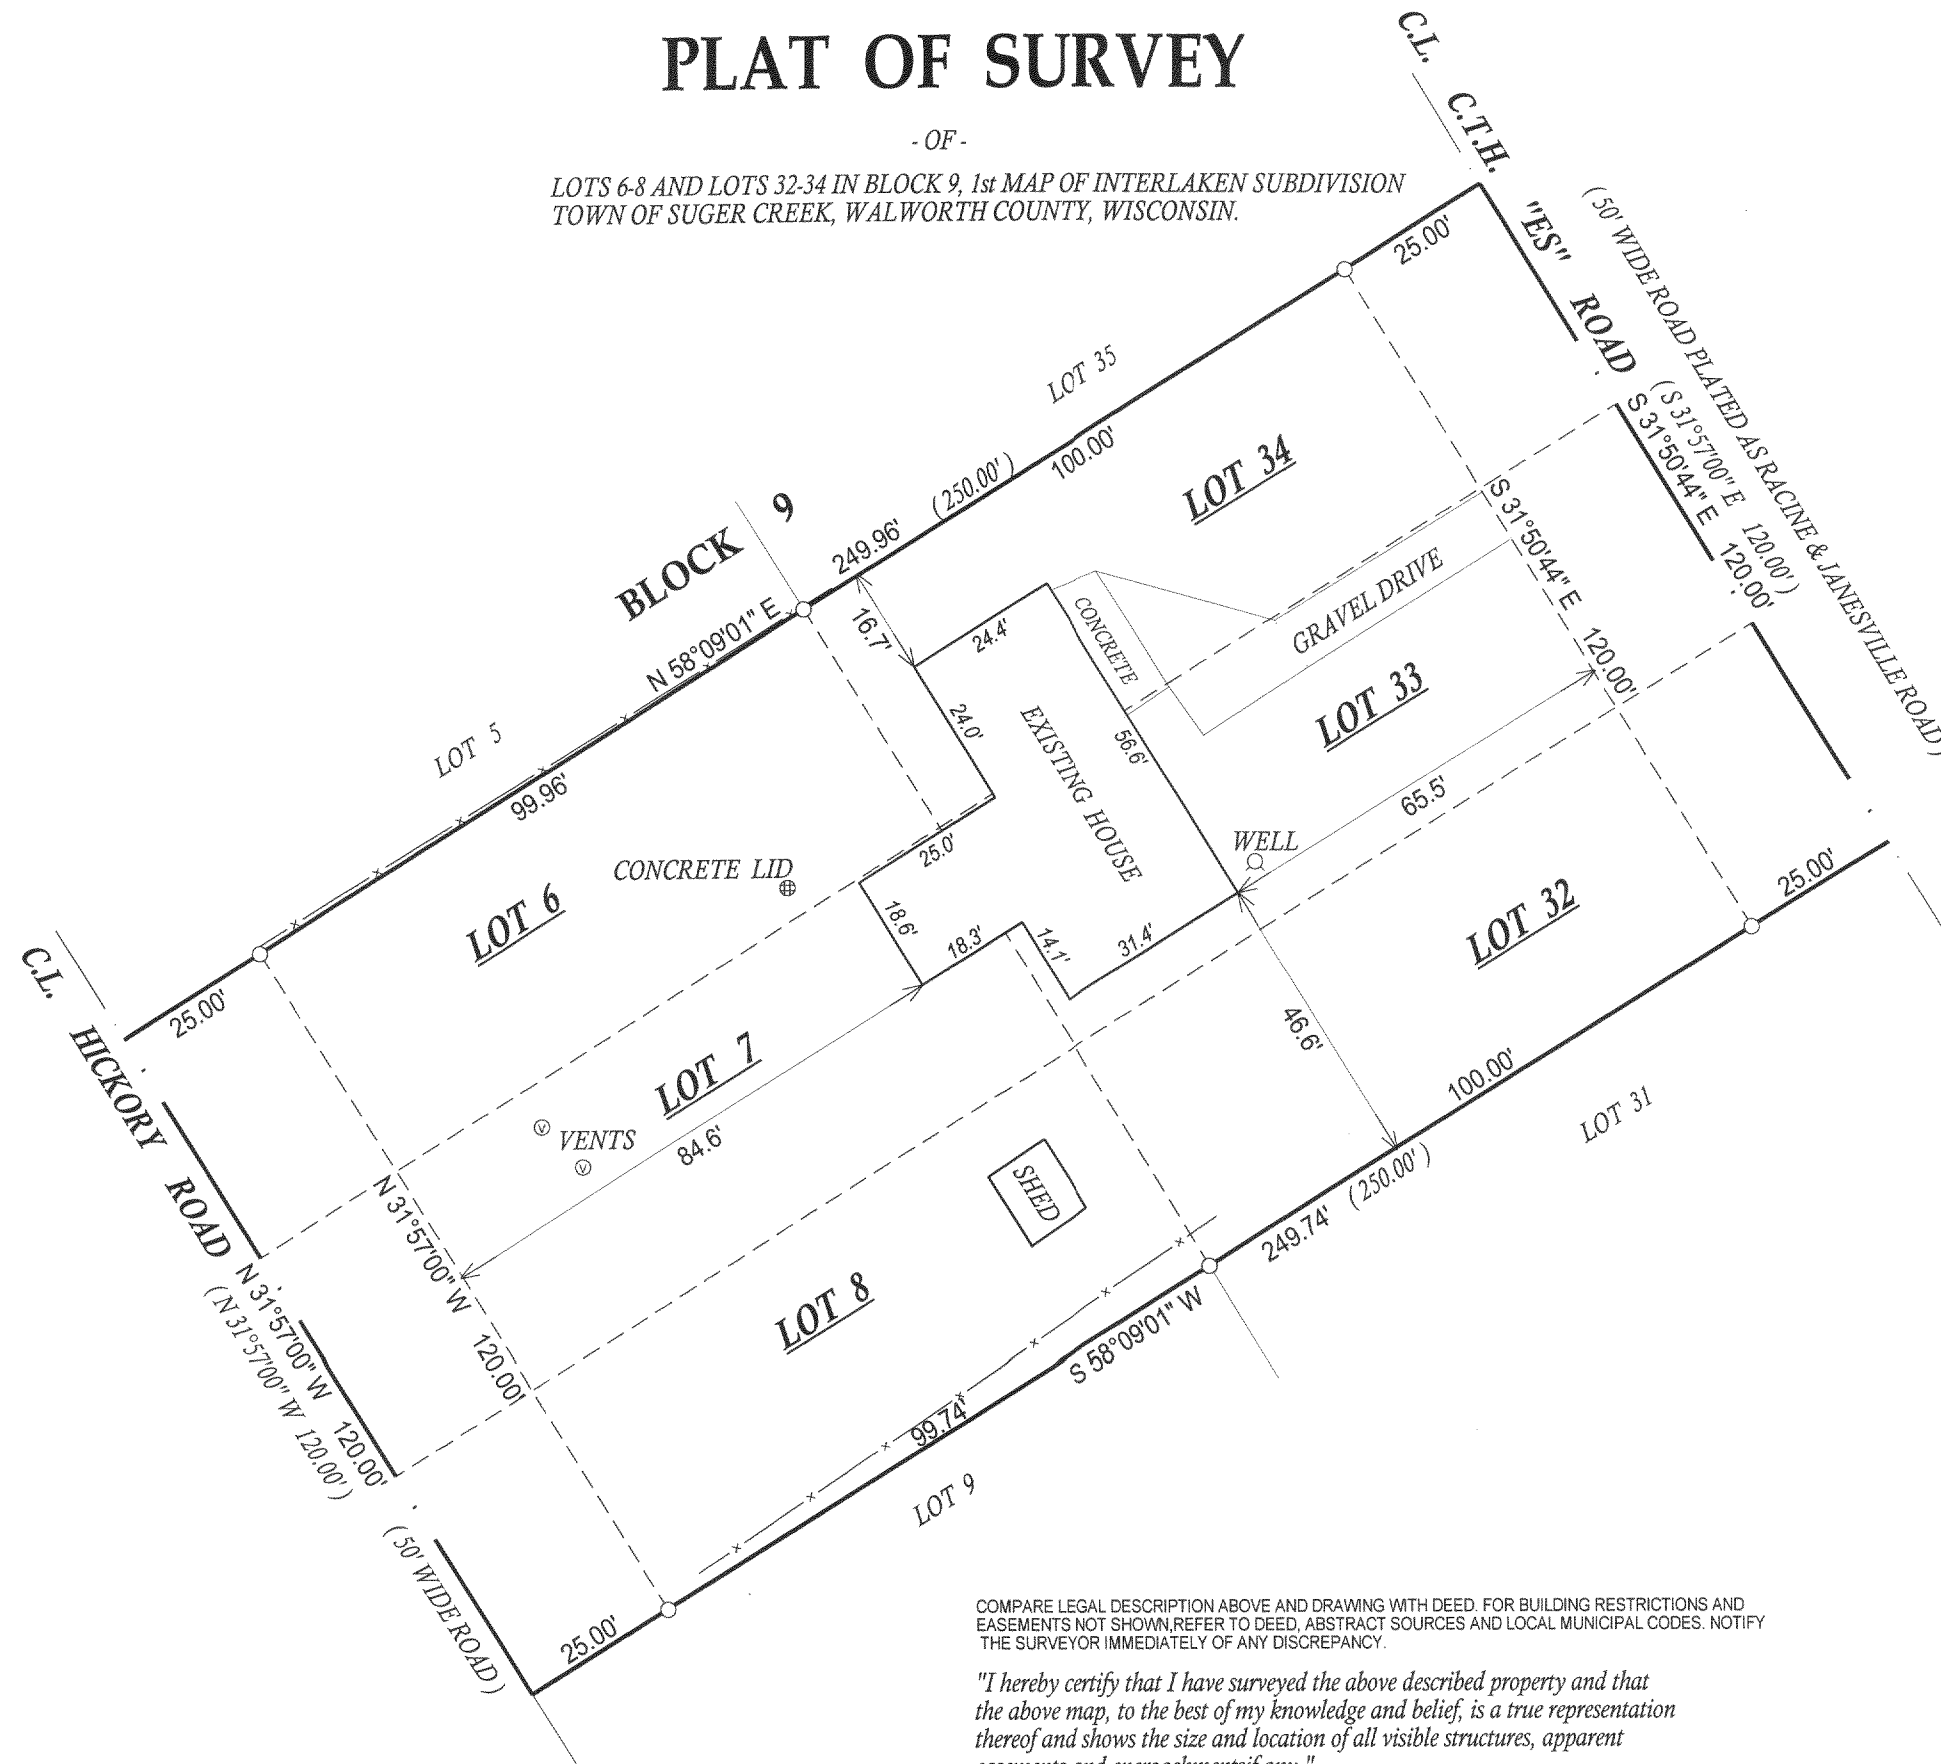 PLAT OF SURVEY
- OF -
LOTS 6-8 AND LOTS 32-34 IN BLOCK 9, 1st MAP OF INTERLAKEN SUBDIVISION
TOWN OF SUGER CREEK, WALWORTH COUNTY, WISCONSIN.
C.L. C.T.H. "ES" ROAD
( 50' WIDE ROAD PLATED AS RACINE & JANESVILLE ROAD )
( S 31°57'00" E 120.00' )
S 31°50'44" E 120.00'
25.00'
LOT 35
100.00'
( 250.00' )
249.96'
LOT 34
BLOCK 9
N 58°09'01" E
S 31°50'44" E 120.00'
16.7'
24.4'
CONCRETE
GRAVEL DRIVE
24.0'
EXISTING HOUSE
56.6'
LOT 33
LOT 5
99.96'
65.5'
WELL
25.0'
CONCRETE LID
LOT 6
18.6'
18.3'
14.1'
31.4'
LOT 32
25.00'
C.L. HICKORY ROAD
25.00'
46.6'
LOT 7
100.00'
LOT 31
VENTS
V
V
84.6'
SHED
( 250.00' )
249.74'
N 31°57'00" W 120.00'
N 31°57'00" W 120.00'
( N 31°57'00" W 120.00' )
LOT 8
S 58°09'01" W
99.74'
LOT 9
( 50' WIDE ROAD )
25.00'
COMPARE LEGAL DESCRIPTION ABOVE AND DRAWING WITH DEED. FOR BUILDING RESTRICTIONS AND
EASEMENTS NOT SHOWN,REFER TO DEED, ABSTRACT SOURCES AND LOCAL MUNICIPAL CODES. NOTIFY
THE SURVEYOR IMMEDIATELY OF ANY DISCREPANCY.
"I hereby certify that I have surveyed the above described property and that
the above map, to the best of my knowledge and belief, is a true representation
thereof and shows the size and location of all visible structures, apparent